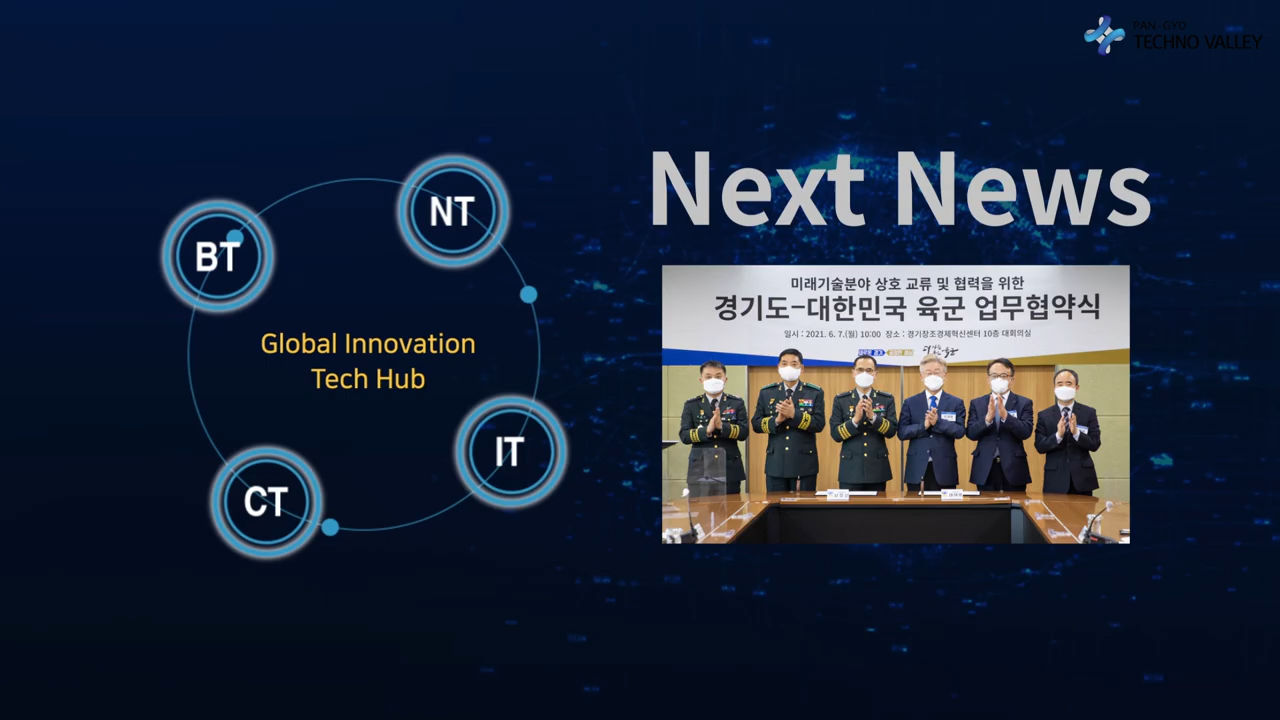 PAN-GYO
TECHNO VALLEY
Next News
NT
BT
Global Innovation
Tech Hub
IT
CT
미래기술분야 상호 교류 및 협력을 위한
경기도-대한민국 육군 업무협약식
일시 : 2021. 6. 7.(월) 10:00 장소 : 경기창조경제혁신센터 10층 대회의실